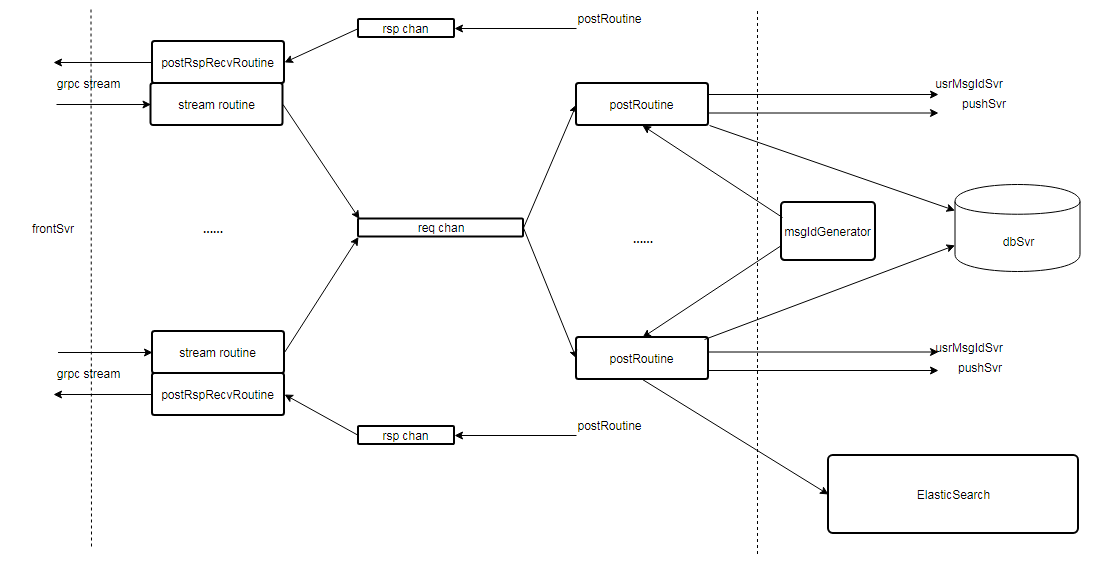 postRoutine
rsp chan
postRspRecvRoutine
grpc stream
stream routine
postRoutine
usrMsgIdSvr
pushSvr
frontSvr
......
req chan
......
msgIdGenerator
dbSvr
stream routine
postRoutine
usrMsgIdSvr
pushSvr
grpc stream
postRspRecvRoutine
rsp chan
postRoutine
ElasticSearch